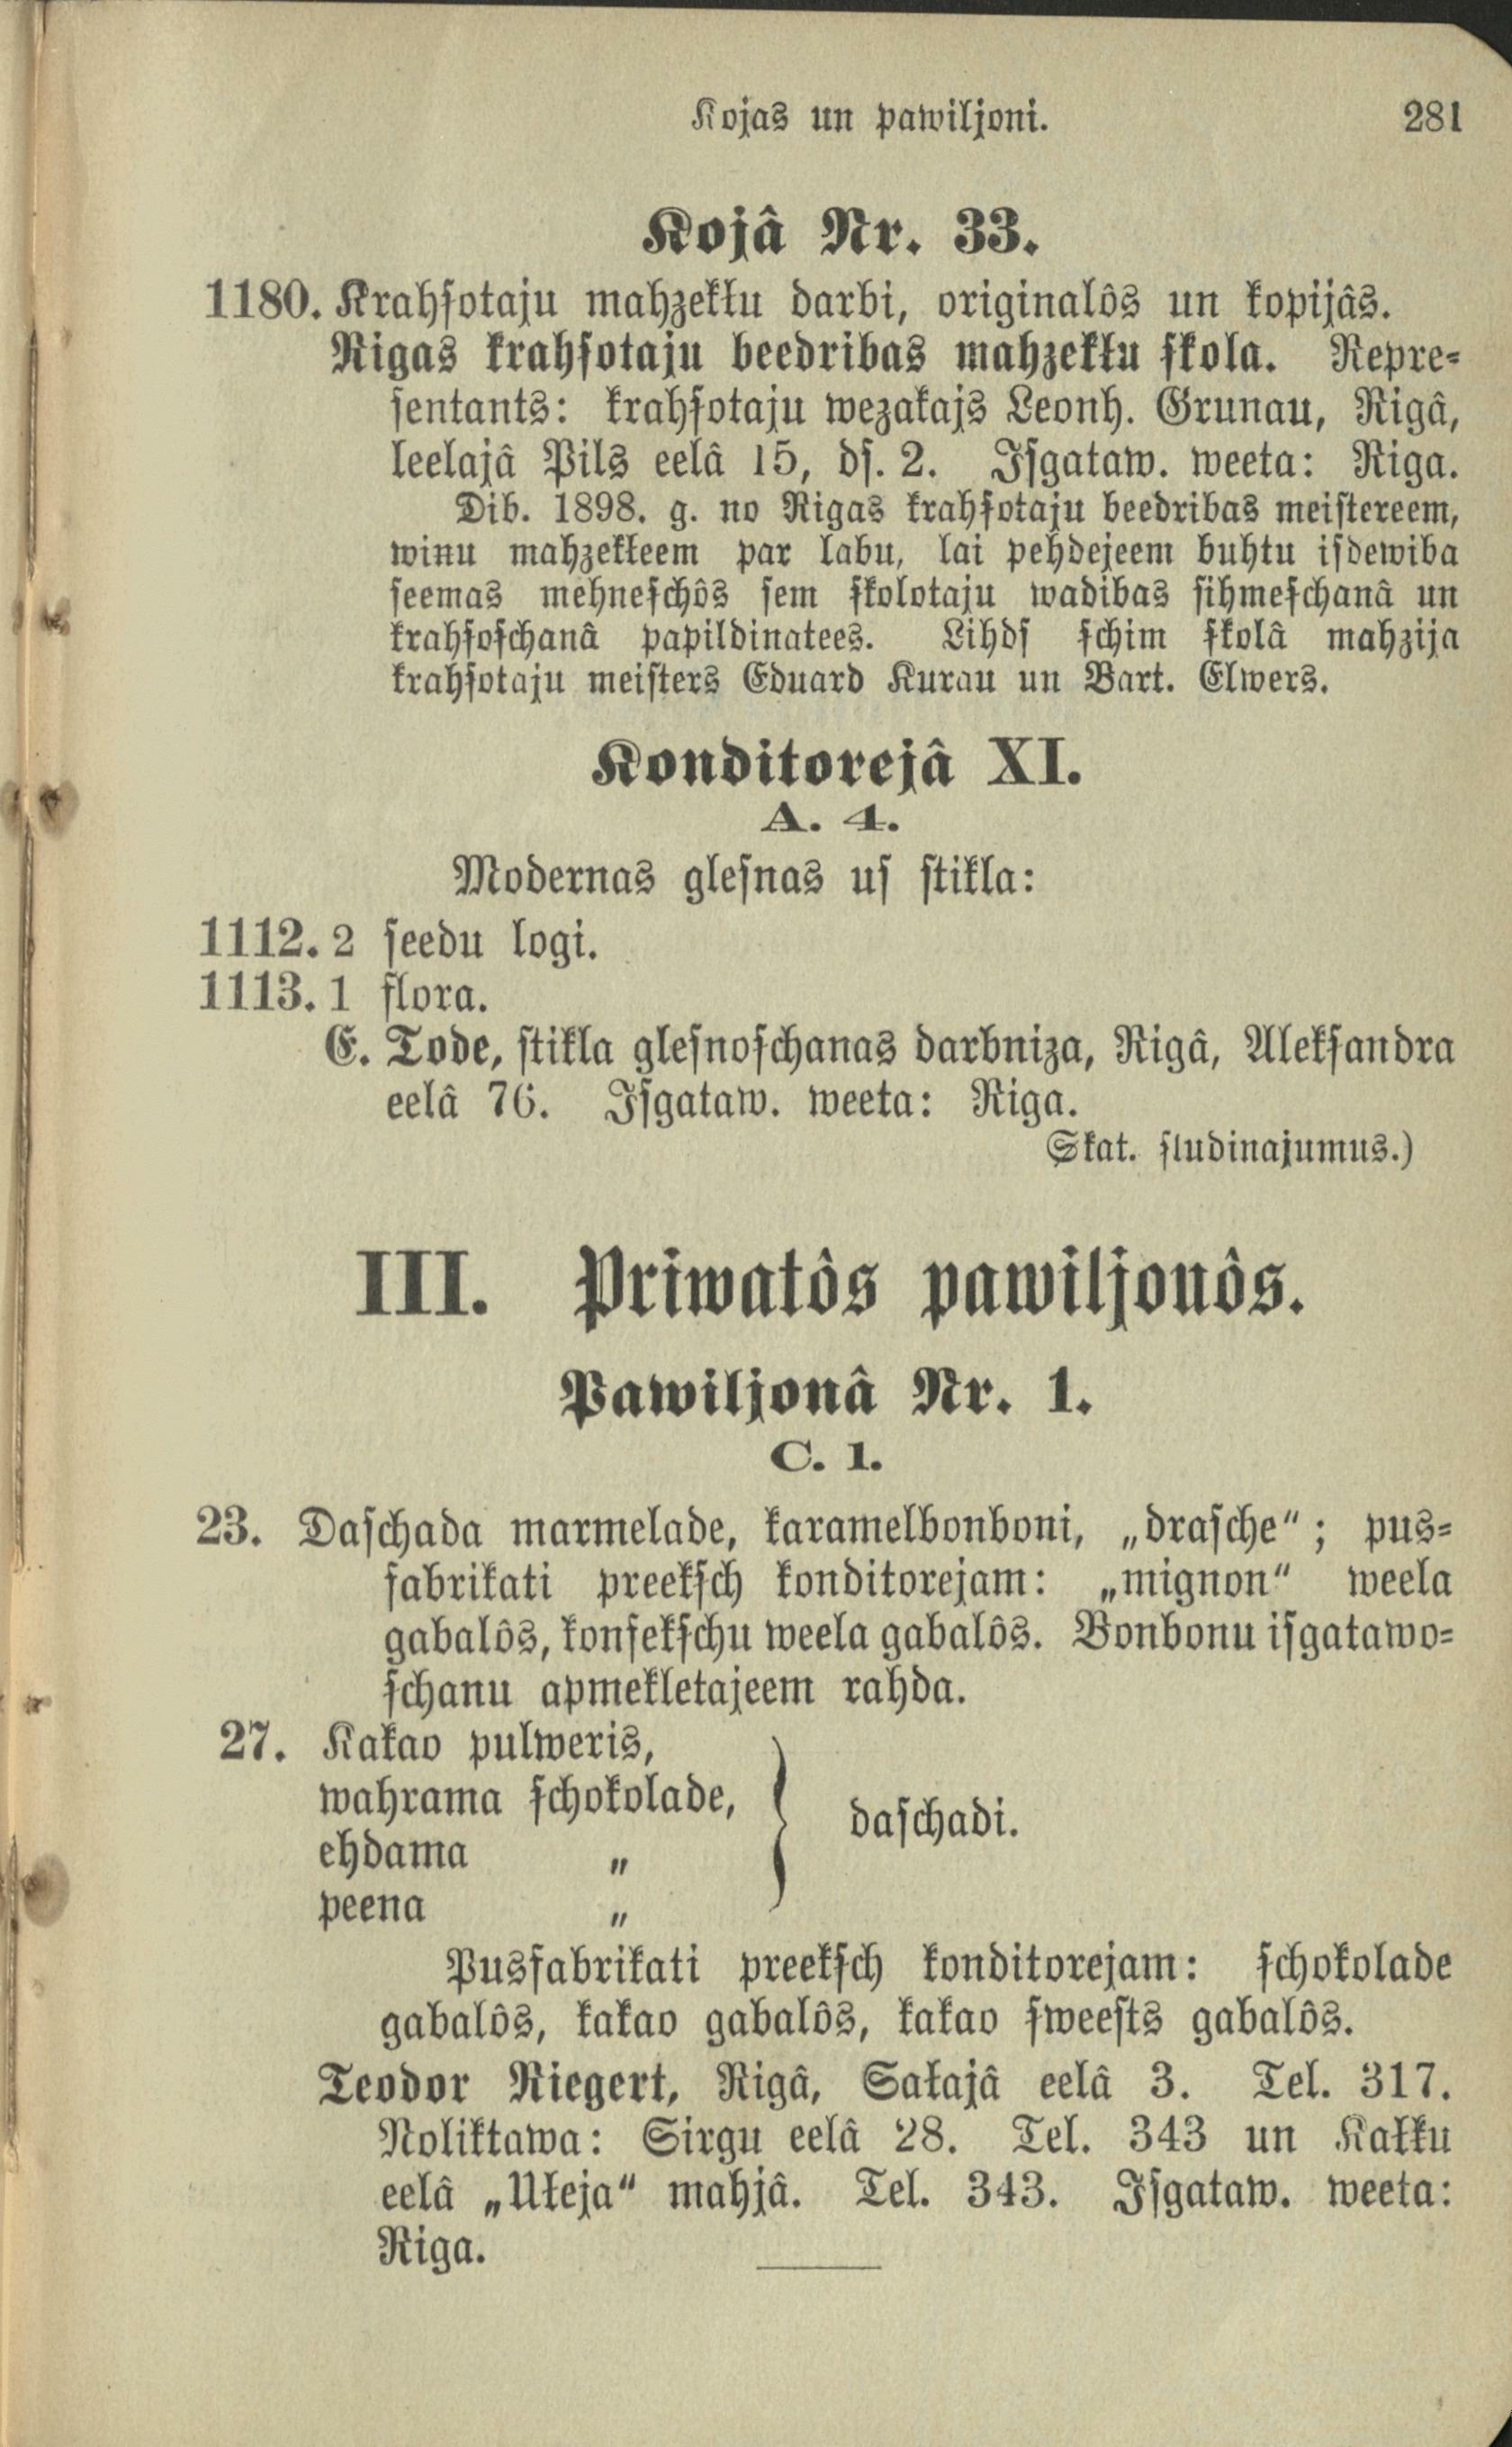 Kojas un pawiljoni. 281
Kojâ Nr. 33.
1180. Krahſotaju mahzekłu darbi, originalôs un kopijâs.
Rigas krahſotaju beedribas mahzekłu ſkola. Repre-
ſentants: krahſotaju wezakajs Leonh. Grunau, Rigâ,
leelajâ Pils eelâ 15, dſ. 2. Iſgataw. weeta: Riga.
Dib. 1898. g. no Rigas krahſotaju beedribas meiſtereem,
winu mahzekłeem par labu, lai pehdejeem buhtu iſdewiba
ſeemas mehneſchôs ſem ſkolotaju wadibas ſihmeſchanâ un
krahſoſchanâ papildinatees. Lihdſ ſchim ſkolâ mahzija
krahſotaju meiſters Eduard Kurau un Bart. Elwers.
Konditorejâ XI.
A. 4.
Modernas gleſnas uſ ſtikla:
1112. 2 ſeedu logi.
1113. 1 flora.
E. Tode, ſtikla gleſnoſchanas darbniza, Rigâ, Alekſandra
eelâ 76. Iſgataw. weeta: Riga.
Skat. ſludinajumus.)
III. Priwatôs pawiljonôs.
Pawiljonâ Nr. 1.
C. 1.
23. Daſchada marmelade, karamelbonboni, „draſche“; pus-
fabrikati preekſch konditorejam: „mignon“ weela
gabalôs, konfekſchu weela gabalôs. Bonbonu iſgatawo-
ſchanu apmekletajeem rahda.
27. Kakao pulweris,
wahrama ſchokolade,
daſchadi.
ehdama „
peena „
Pusfabrikati preekſch konditorejam: ſchokolade
gabalôs, kakao gabalôs, kakao ſweeſts gabalôs.
Teodor Riegert, Rigâ, Sałajâ eelâ 3. Tel. 317.
Noliktawa: Sirgu eelâ 28. Tel. 343 un Kałku
eelâ „Ułeja“ mahjâ. Tel. 343. Iſgataw. weeta:
Riga.